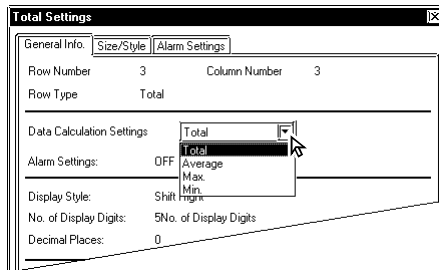 Total Settings
General Info. Size/Style Alarm Settings
Row Number 3 Column Number 3
Row Type Total
Data Calculation Settings Total
Total
Alarm Settings: OFF Average
Max.
Min.
Display Style: Shift Right
No. of Display Digits: 5No. of Display Digits
Decimal Places: 0